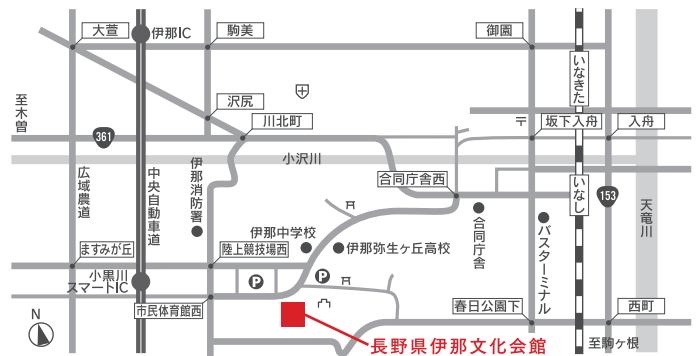 大萱
伊那IC
駒美
御園
いなきた
至木曽
沢尻
361
川北町
〒
坂下入舟
入舟
小沢川
広域農道
中央自動車道
伊那消防署
合同庁舎西
いなし
153
天竜川
伊那中学校
ますみが丘
陸上競技場西
伊那弥生ヶ丘高校
合同庁舎
バスターミナル
小黒川
スマートIC
P
P
市民体育館西
春日公園下
西町
N
長野県伊那文化会館
至駒ヶ根